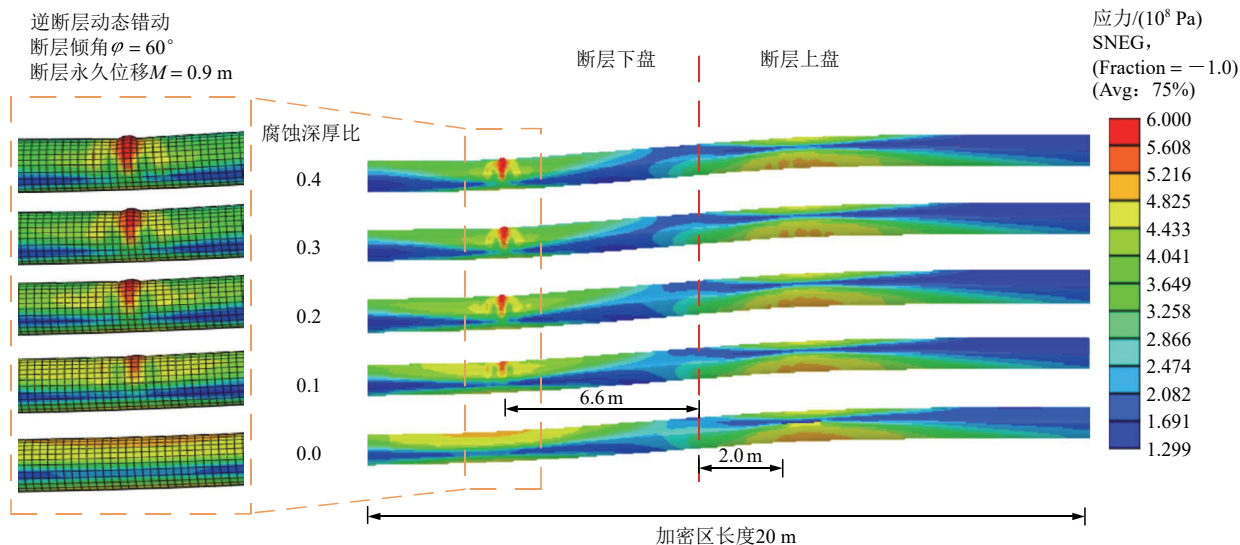 逆断层动态错动
断层倾角φ = 60°
断层永久位移M = 0.9 m
腐蚀深厚比
0.4
0.3
0.2
0.1
0.0
断层下盘
断层上盘
6.6 m
2.0 m
加密区长度20 m
应力/(10⁸ Pa)
SNEG,
(Fraction = －1.0)
(Avg：75%)
6.000
5.608
5.216
4.825
4.433
4.041
3.649
3.258
2.866
2.474
2.082
1.691
1.299